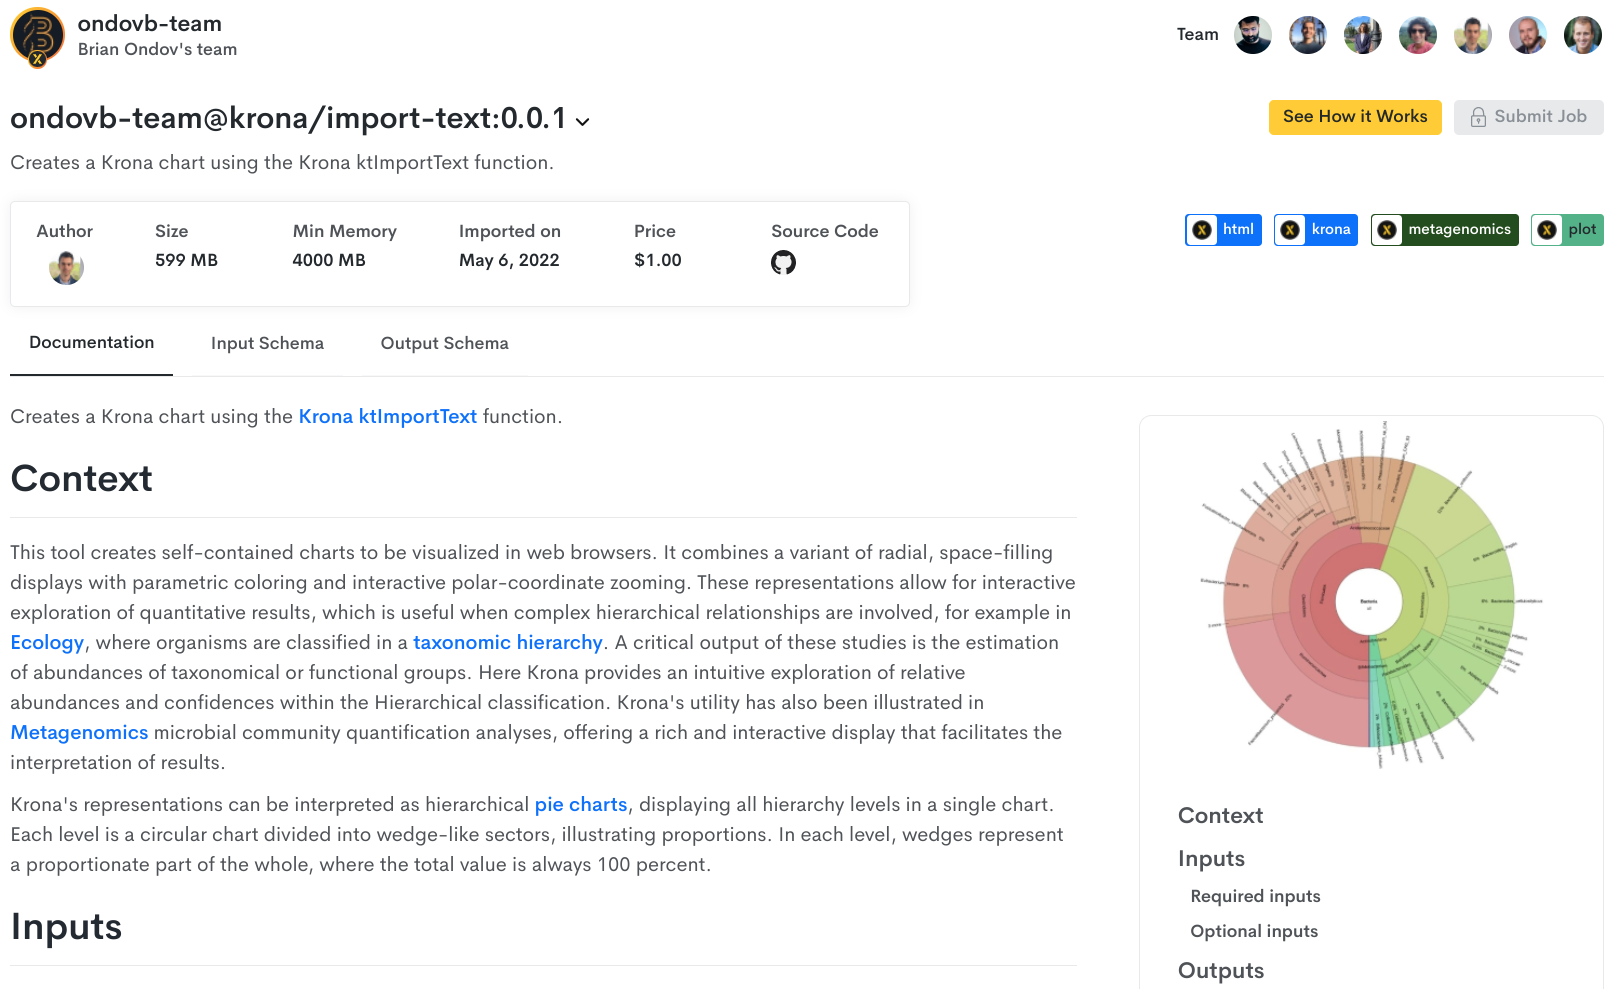 ondovb-team
Brian Ondov's team
Team
ondovb-team@krona/import-text:0.0.1
See How it Works
Submit Job
Creates a Krona chart using the Krona ktImportText function.
Author
Size
Min Memory
Imported on
Price
Source Code
599 MB
4000 MB
May 6, 2022
$1.00
html
krona
metagenomics
plot
Documentation
Input Schema
Output Schema
Creates a Krona chart using the Krona ktImportText function.
Context
This tool creates self-contained charts to be visualized in web browsers. It combines a variant of radial, space-filling
displays with parametric coloring and interactive polar-coordinate zooming. These representations allow for interactive
exploration of quantitative results, which is useful when complex hierarchical relationships are involved, for example in
Ecology, where organisms are classified in a taxonomic hierarchy. A critical output of these studies is the estimation
of abundances of taxonomical or functional groups. Here Krona provides an intuitive exploration of relative
abundances and confidences within the Hierarchical classification. Krona's utility has also been illustrated in
Metagenomics microbial community quantification analyses, offering a rich and interactive display that facilitates the
interpretation of results.
Krona's representations can be interpreted as hierarchical pie charts, displaying all hierarchy levels in a single chart.
Each level is a circular chart divided into wedge-like sectors, illustrating proportions. In each level, wedges represent
a proportionate part of the whole, where the total value is always 100 percent.
Inputs
Bacteria
Context
Inputs
Required inputs
Optional inputs
Outputs